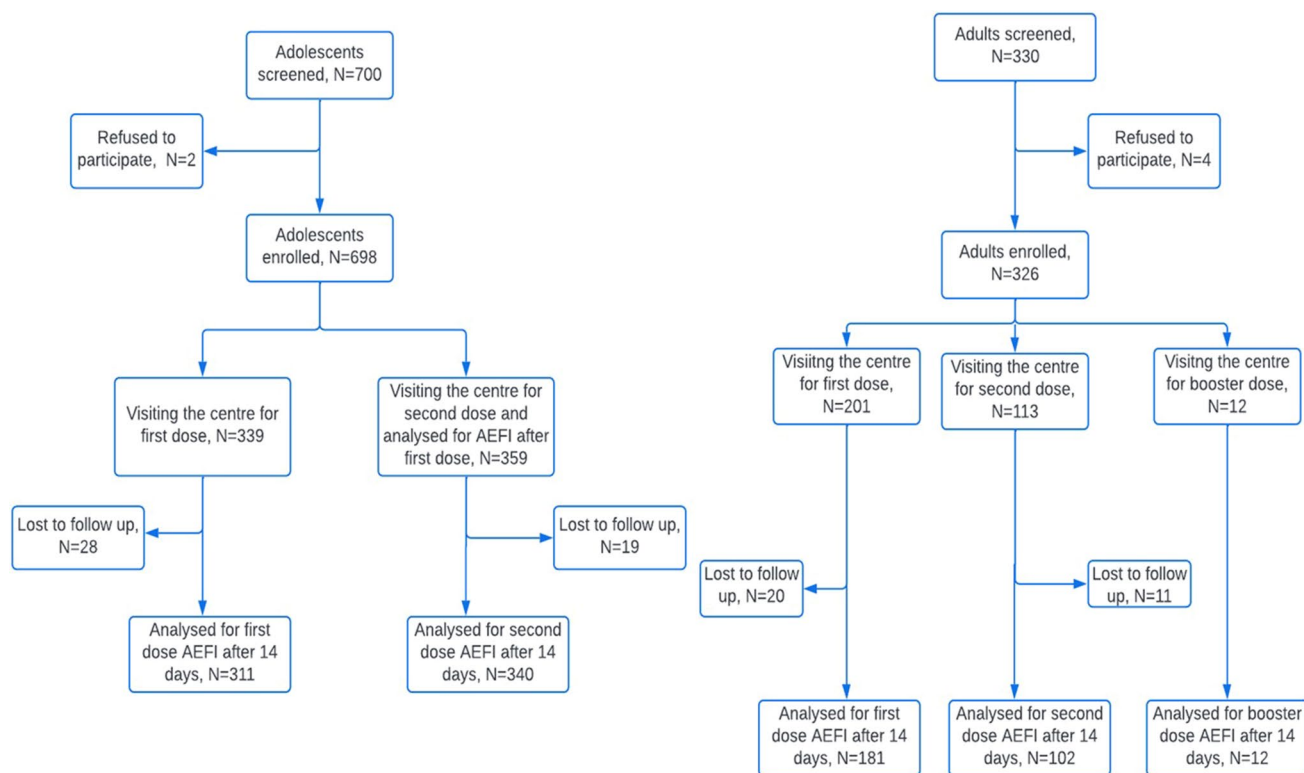 Adolescents
screened, N=700
Refused to
participate,  N=2
Adolescents
enrolled, N=698
Visiting the centre for
first dose, N=339
Visiting the centre for
second dose and
analysed for AEFI after
first dose, N=359
Lost to follow up,
N=28
Lost to follow up,
N=19
Analysed for first
dose AEFI after 14
days, N=311
Analysed for second
dose AEFI after 14
days, N=340
Adults screened,
N=330
Refused to
participate, N=4
Adults enrolled,
N=326
Visiitng the centre
for first dose,
N=201
Visiting the centre
for second dose,
N=113
Visitng the centre
for booster dose,
N=12
Lost to follow
up, N=20
Lost to follow
up, N=11
Analysed for first
dose AEFI after 14
days, N=181
Analysed for second
dose AEFI after 14
days, N=102
Analysed for booster
dose AEFI after 14
days, N=12